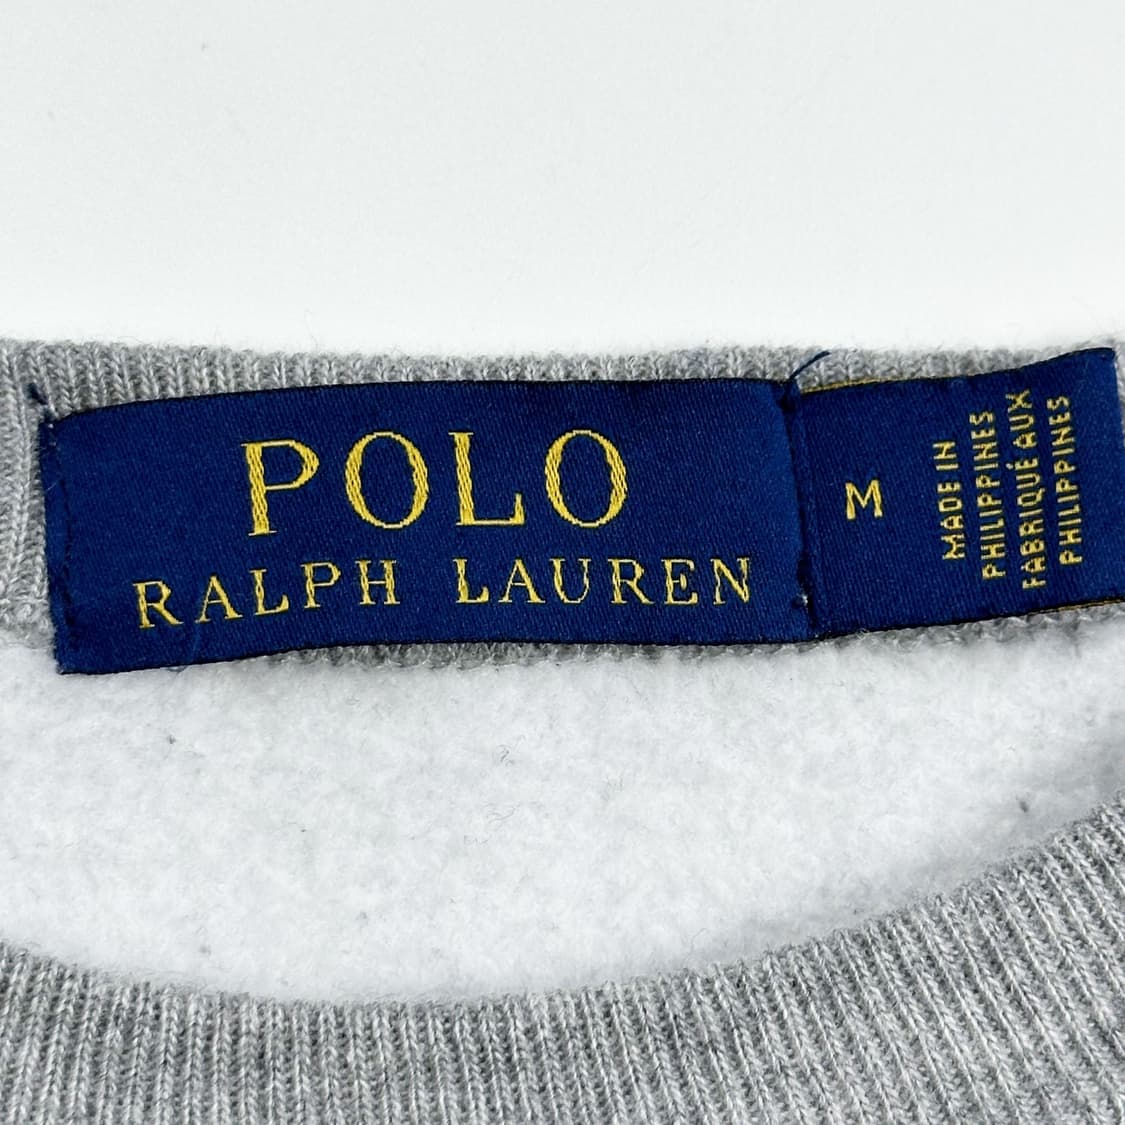 POLO
RALPH LAUREN
M
MADE IN
PHILIPPINES
FABRIQUÉ AUX
PHILIPPINES